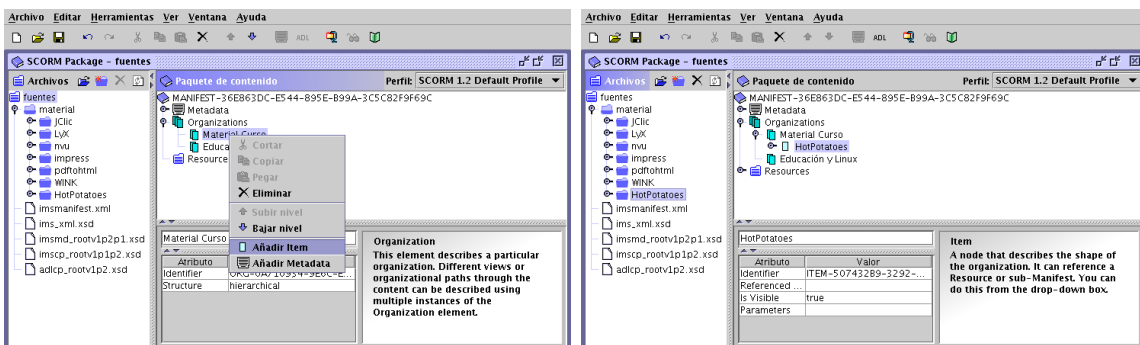 Archivo Editar Herramientas Ver Ventana Ayuda
ADL
SCORM Package - fuentes
Archivos
fuentes
material
JClic
LyX
nvu
impress
pdftohtml
WINK
HotPotatoes
imsmanifest.xml
ims_xml.xsd
imsmd_rootv1p2p1.xsd
imscp_rootv1p1p2.xsd
adlcp_rootv1p2.xsd
Paquete de contenido
Perfil: SCORM 1.2 Default Profile
MANIFEST-36E863DC-E544-895E-B99A-3C5C82F9F69C
Metadata
Organizations
Material Curso
Educa
Resource
Cortar
Copiar
Pegar
Eliminar
Subir nivel
Bajar nivel
Añadir Item
Añadir Metadata
Material Curso
Atributo
Identifier
Structure hierarchical
Organization
This element describes a particular
organization. Different views or
organizational paths through the
content can be described using
multiple instances of the
Organization element.
Archivo Editar Herramientas Ver Ventana Ayuda
ADL
SCORM Package - fuentes
Archivos
fuentes
material
JClic
LyX
nvu
impress
pdftohtml
WINK
HotPotatoes
imsmanifest.xml
ims_xml.xsd
imsmd_rootv1p2p1.xsd
imscp_rootv1p1p2.xsd
adlcp_rootv1p2.xsd
Paquete de contenido
Perfil: SCORM 1.2 Default Profile
MANIFEST-36E863DC-E544-895E-B99A-3C5C82F9F69C
Metadata
Organizations
Material Curso
HotPotatoes
Educación y Linux
Resources
HotPotatoes
Atributo Valor
Identifier ITEM-507432B9-3292-...
Referenced ...
Is Visible true
Parameters
Item
A node that describes the shape of
the organization. It can reference a
Resource or sub-Manifest. You can
do this from the drop-down box.